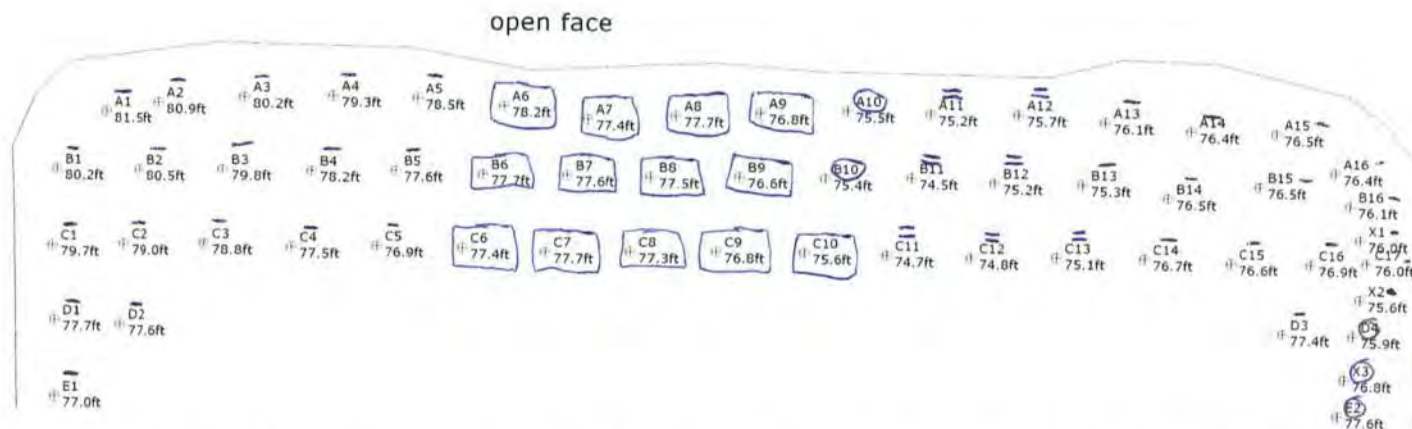 open face
A1
81.5ft
A2
80.9ft
A3
80.2ft
A4
79.3ft
A5
78.5ft
A6
78.2ft
A7
77.4ft
A8
77.7ft
A9
76.8ft
A10
75.5ft
A11
75.2ft
A12
75.7ft
A13
76.1ft
A14
76.4ft
A15
76.5ft
A16
76.4ft
B1
80.2ft
B2
80.5ft
B3
79.8ft
B4
78.2ft
B5
77.6ft
B6
77.7ft
B7
77.6ft
B8
77.5ft
B9
76.6ft
B10
75.4ft
B11
74.5ft
B12
75.2ft
B13
75.3ft
B14
76.5ft
B15
76.5ft
B16
76.1ft
X1
76.0ft
C1
79.7ft
C2
79.0ft
C3
78.8ft
C4
77.5ft
C5
76.9ft
C6
77.4ft
C7
77.7ft
C8
77.3ft
C9
76.8ft
C10
75.6ft
C11
74.7ft
C12
74.8ft
C13
75.1ft
C14
76.7ft
C15
76.6ft
C16
76.9ft
C17
76.0ft
X2
75.6ft
D1
77.7ft
D2
77.6ft
D3
77.4ft
D4
75.9ft
X3
76.8ft
E1
77.0ft
E2
77.6ft